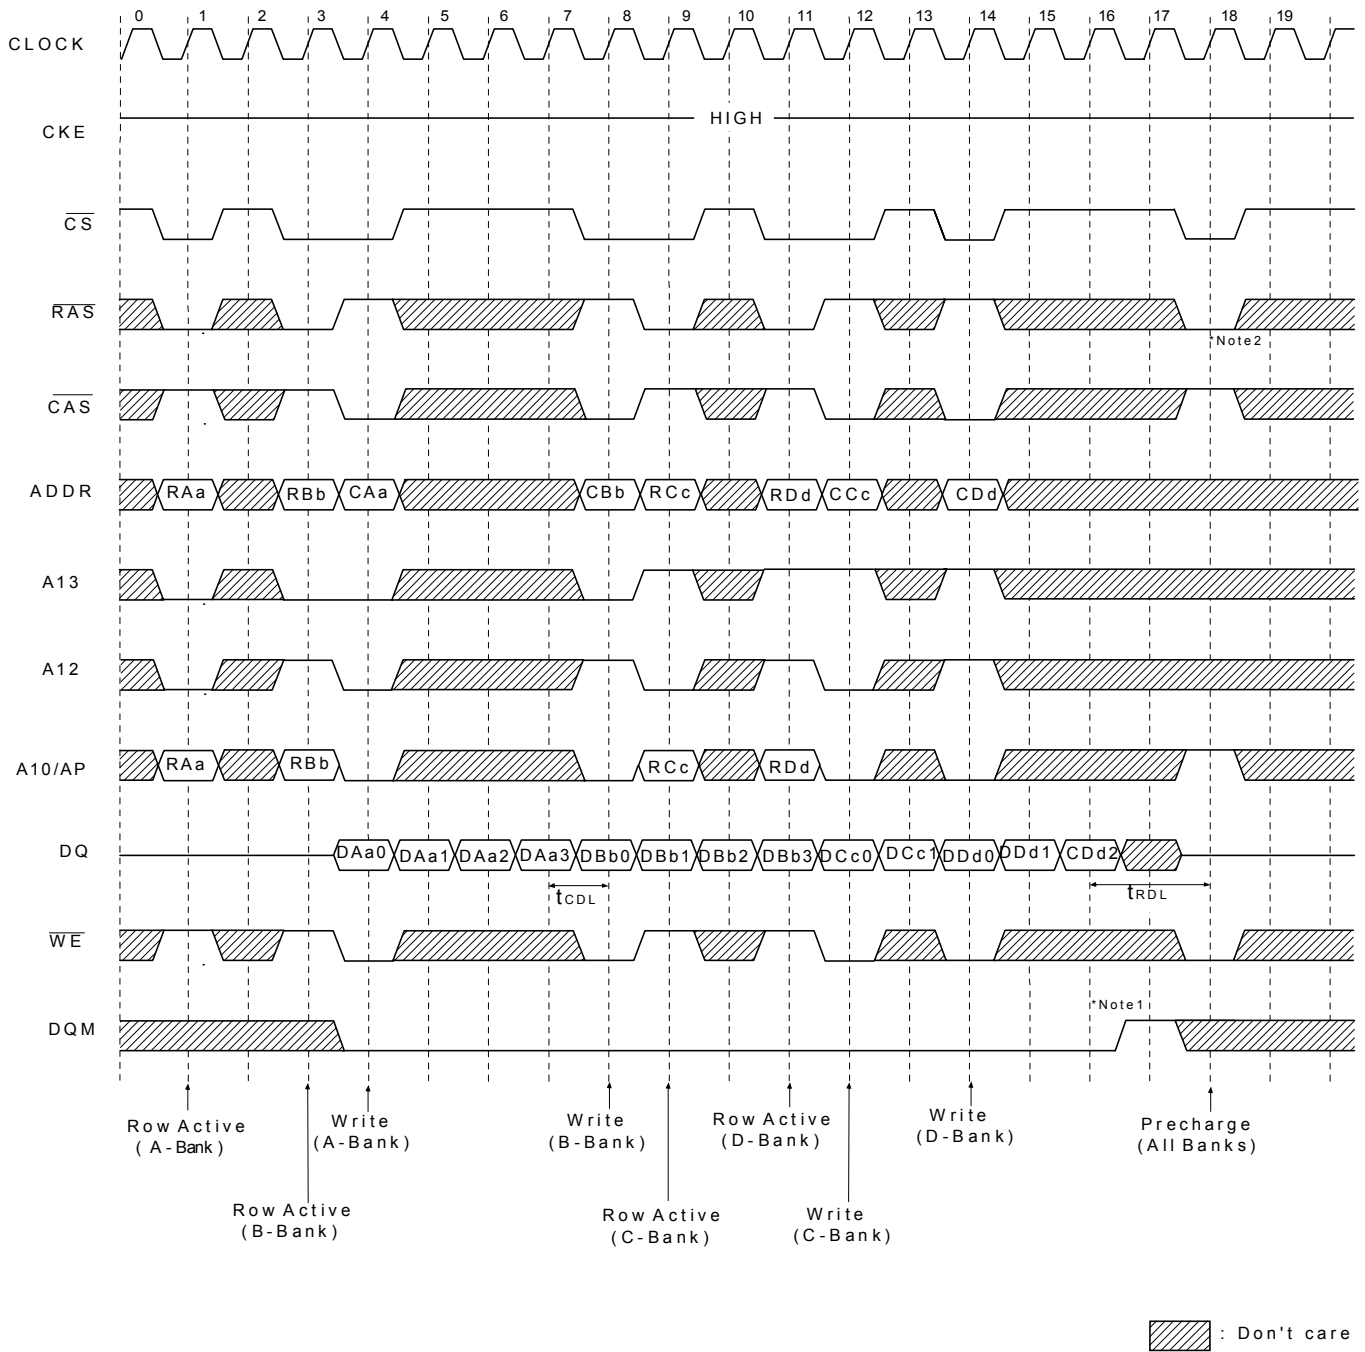 0 1 2 3 4 5 6 7 8 9 10 11 12 13 14 15 16 17 18 19
CLOCK
CKE
HIGH
CS
RAS
*Note2
CAS
ADDR
RAa RBb CAa CBb RCc RDd CCc CDd
A13
A12
A10/AP
RAa RBb RCc RDd
DQ
DAa0 DAa1 DAa2 DAa3 DBb0 DBb1 DBb2 DBb3 DCc0 DCc1 DDd0 DDd1 CDd2
tCDL
tRDL
WE
*Note1
DQM
Row Active
(A-Bank)
Write
(A-Bank)
Write
(B-Bank)
Row Active
(D-Bank)
Write
(D-Bank)
Precharge
(All Banks)
Row Active
(B-Bank)
Row Active
(C-Bank)
Write
(C-Bank)
: Don't care